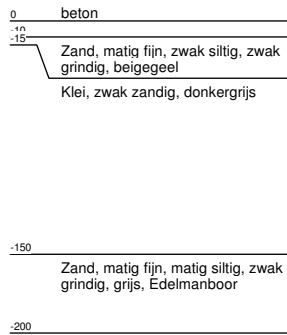 0 beton
-10
-15
Zand, matig fijn, zwak siltig, zwak
grindig, beigegeel
Klei, zwak zandig, donkergrijs
-150
Zand, matig fijn, matig siltig, zwak
grindig, grijs, Edelmanboor
-200